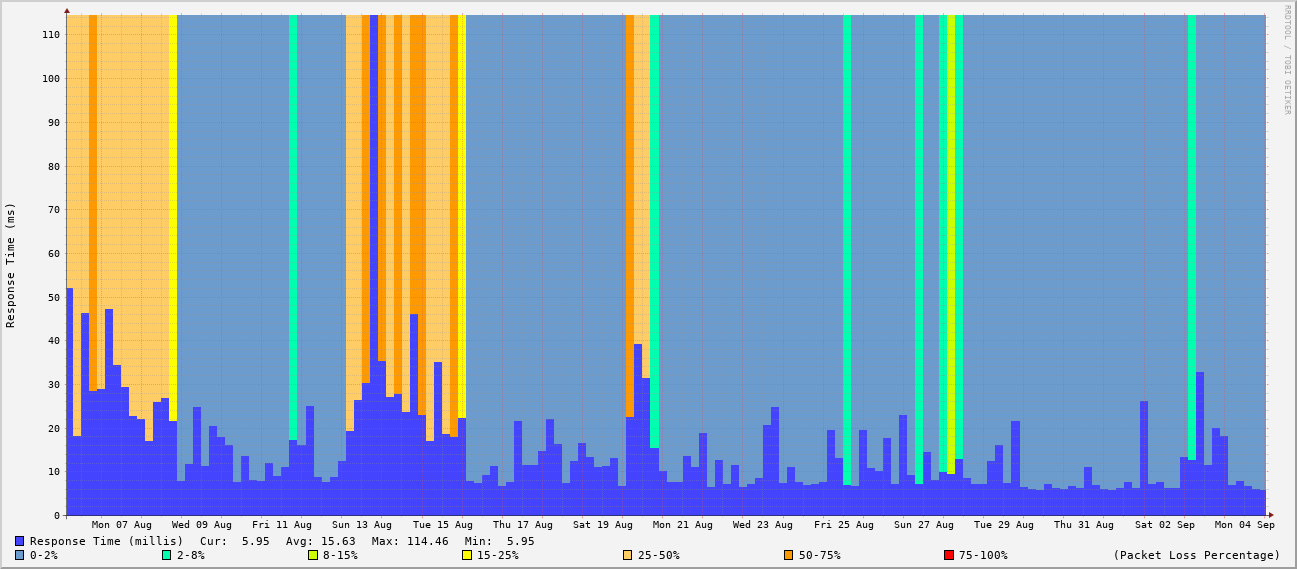 RRDTOOL / TOBI OETIKER
Response Time (ms)
110
100
90
80
70
60
50
40
30
20
10
0
Mon 07 Aug Wed 09 Aug Fri 11 Aug Sun 13 Aug Tue 15 Aug Thu 17 Aug Sat 19 Aug Mon 21 Aug Wed 23 Aug Fri 25 Aug Sun 27 Aug Tue 29 Aug Thu 31 Aug Sat 02 Sep Mon 04 Sep
Response Time (millis) Cur: 5.95 Avg: 15.63 Max: 114.46 Min: 5.95
0-2% 2-8% 8-15% 15-25% 25-50% 50-75% 75-100% (Packet Loss Percentage)